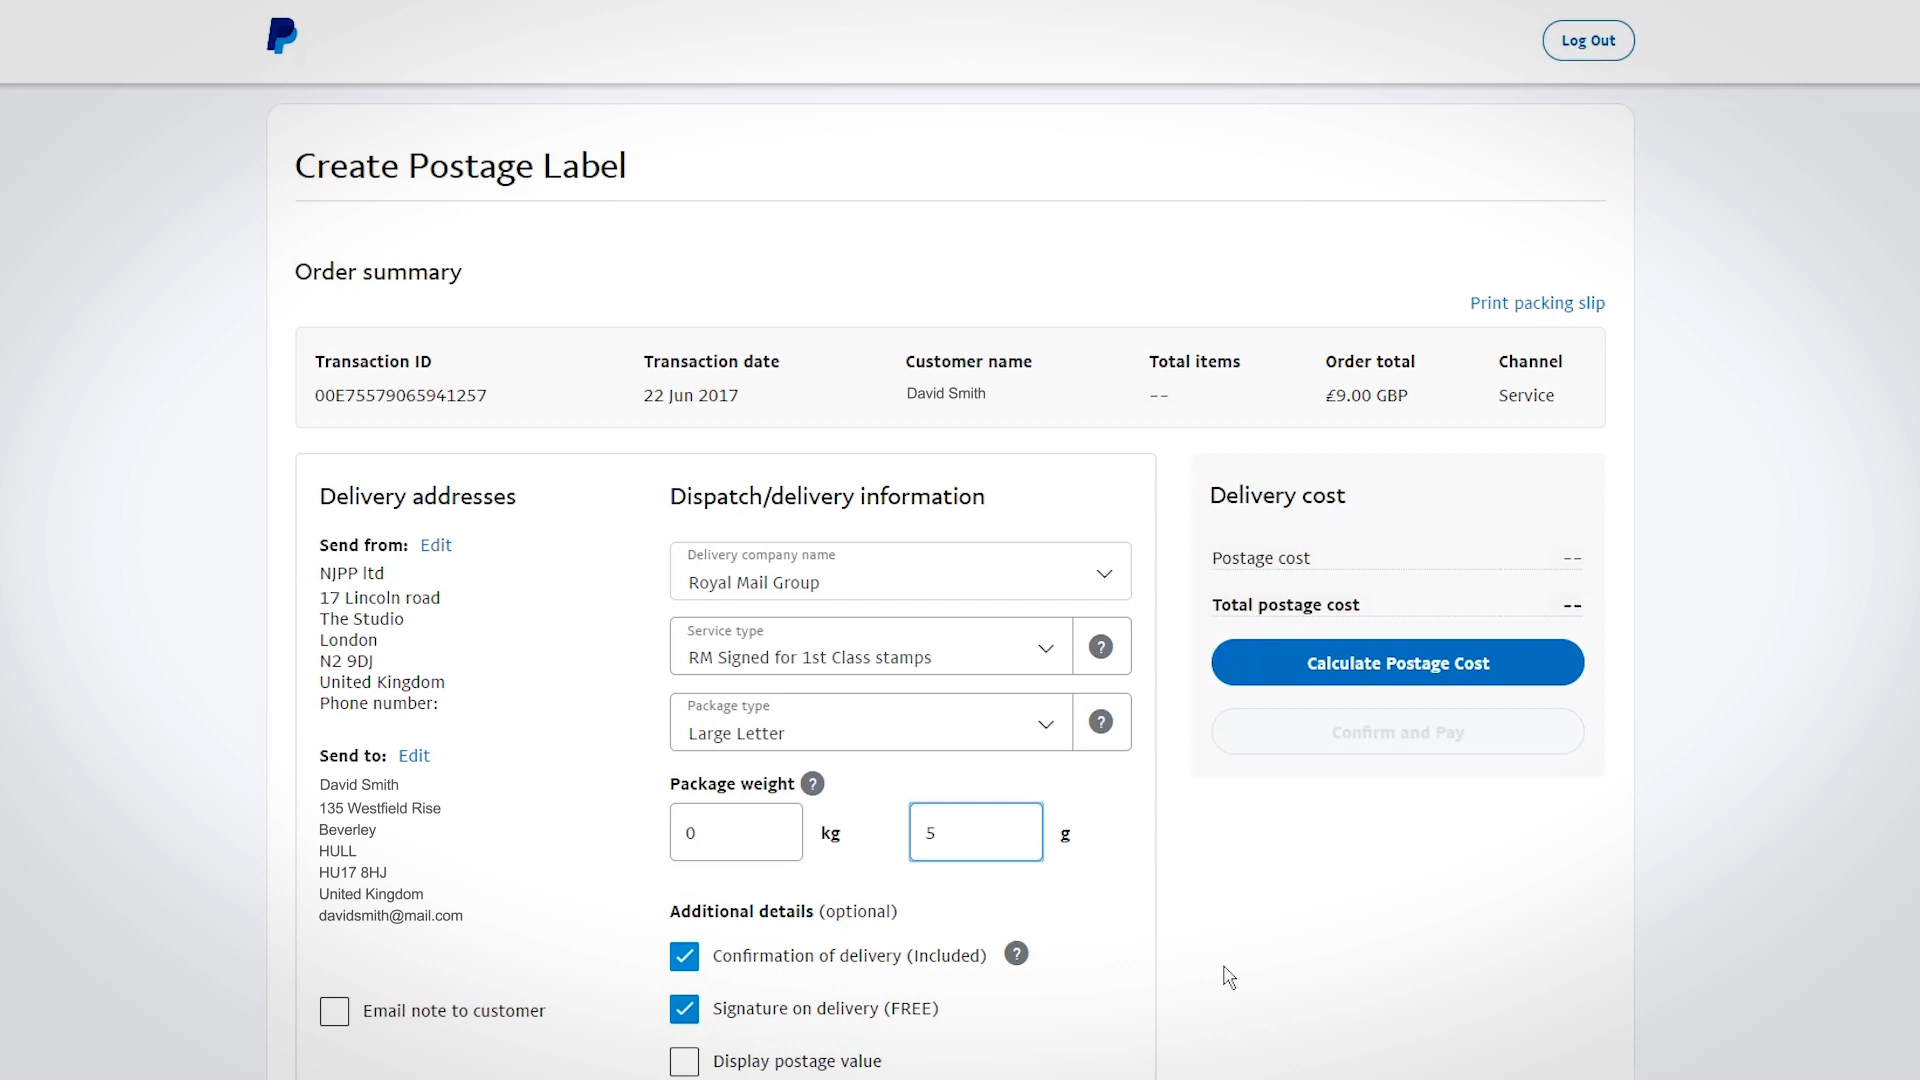 Log Out
Create Postage Label
Order summary
Print packing slip
Transaction ID
Transaction date
Customer name
Total items
Order total
Channel
00E75579065941257
22 Jun 2017
David Smith
--
£9.00 GBP
Service
Delivery addresses
Send from: Edit
NJPP ltd
17 Lincoln road
The Studio
London
N2 9DJ
United Kingdom
Phone number:
Send to: Edit
David Smith
135 Westfield Rise
Beverley
HULL
HU17 8HJ
United Kingdom
davidsmith@mail.com
Email note to customer
Dispatch/delivery information
Delivery company name
Royal Mail Group
Service type
RM Signed for 1st Class stamps
?
Package type
Large Letter
?
Package weight ?
0 kg 5 g
Additional details (optional)
Confirmation of delivery (Included) ?
Signature on delivery (FREE)
Display postage value
Delivery cost
Postage cost --
Total postage cost --
Calculate Postage Cost
Confirm and Pay